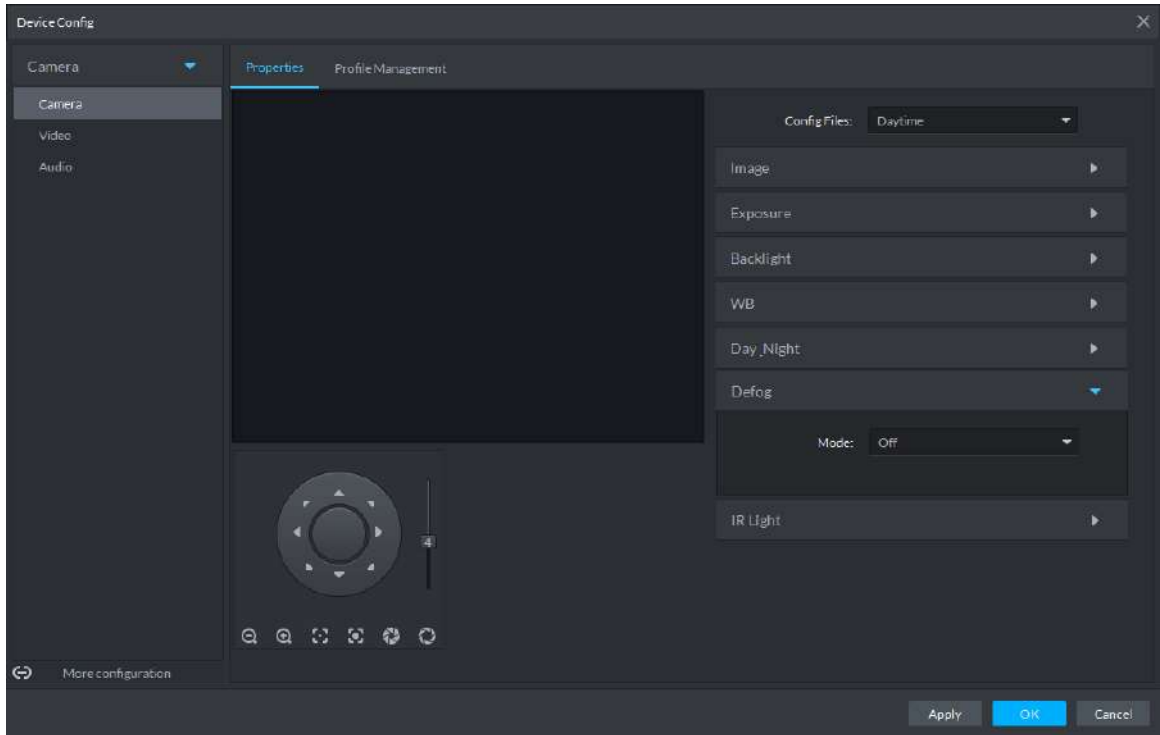 Device Config
Camera
Camera
Video
Audio
More configuration
Properties
Profile Management
Config Files: Daytime
Image
Exposure
Backlight
WB
Day_Night
Defog
Mode: Off
IR Light
4
Apply
OK
Cancel